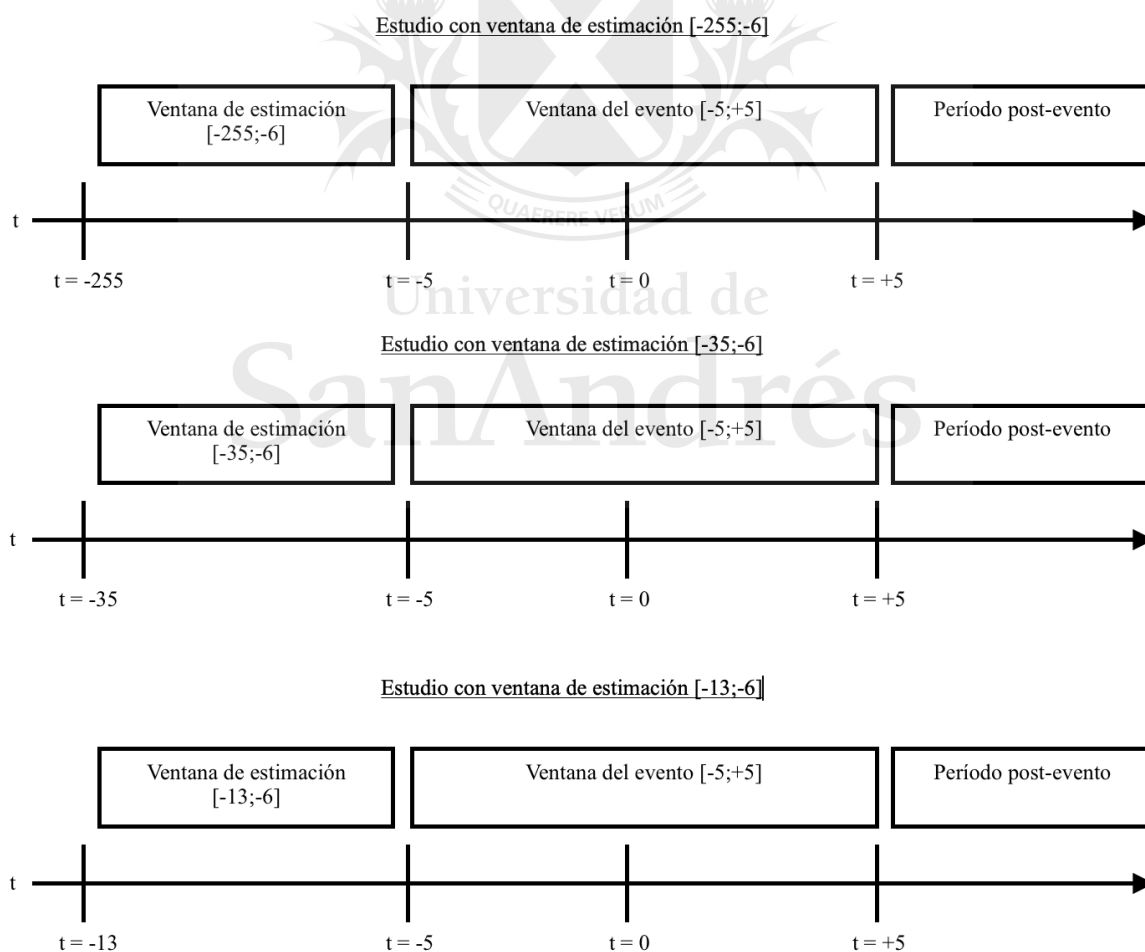 Estudio con ventana de estimación [-255;-6]
Ventana de estimación
[-255;-6]
Ventana del evento [-5;+5]
Período post-evento
QUAERERE VERUM
t
t = -255
t = -5
t = 0
t = +5
Universidad de
SanAndrés
Estudio con ventana de estimación [-35;-6]
Ventana de estimación
[-35;-6]
Ventana del evento [-5;+5]
Período post-evento
t
t = -35
t = -5
t = 0
t = +5
Estudio con ventana de estimación [-13;-6]
Ventana de estimación
[-13;-6]
Ventana del evento [-5;+5]
Período post-evento
t
t = -13
t = -5
t = 0
t = +5